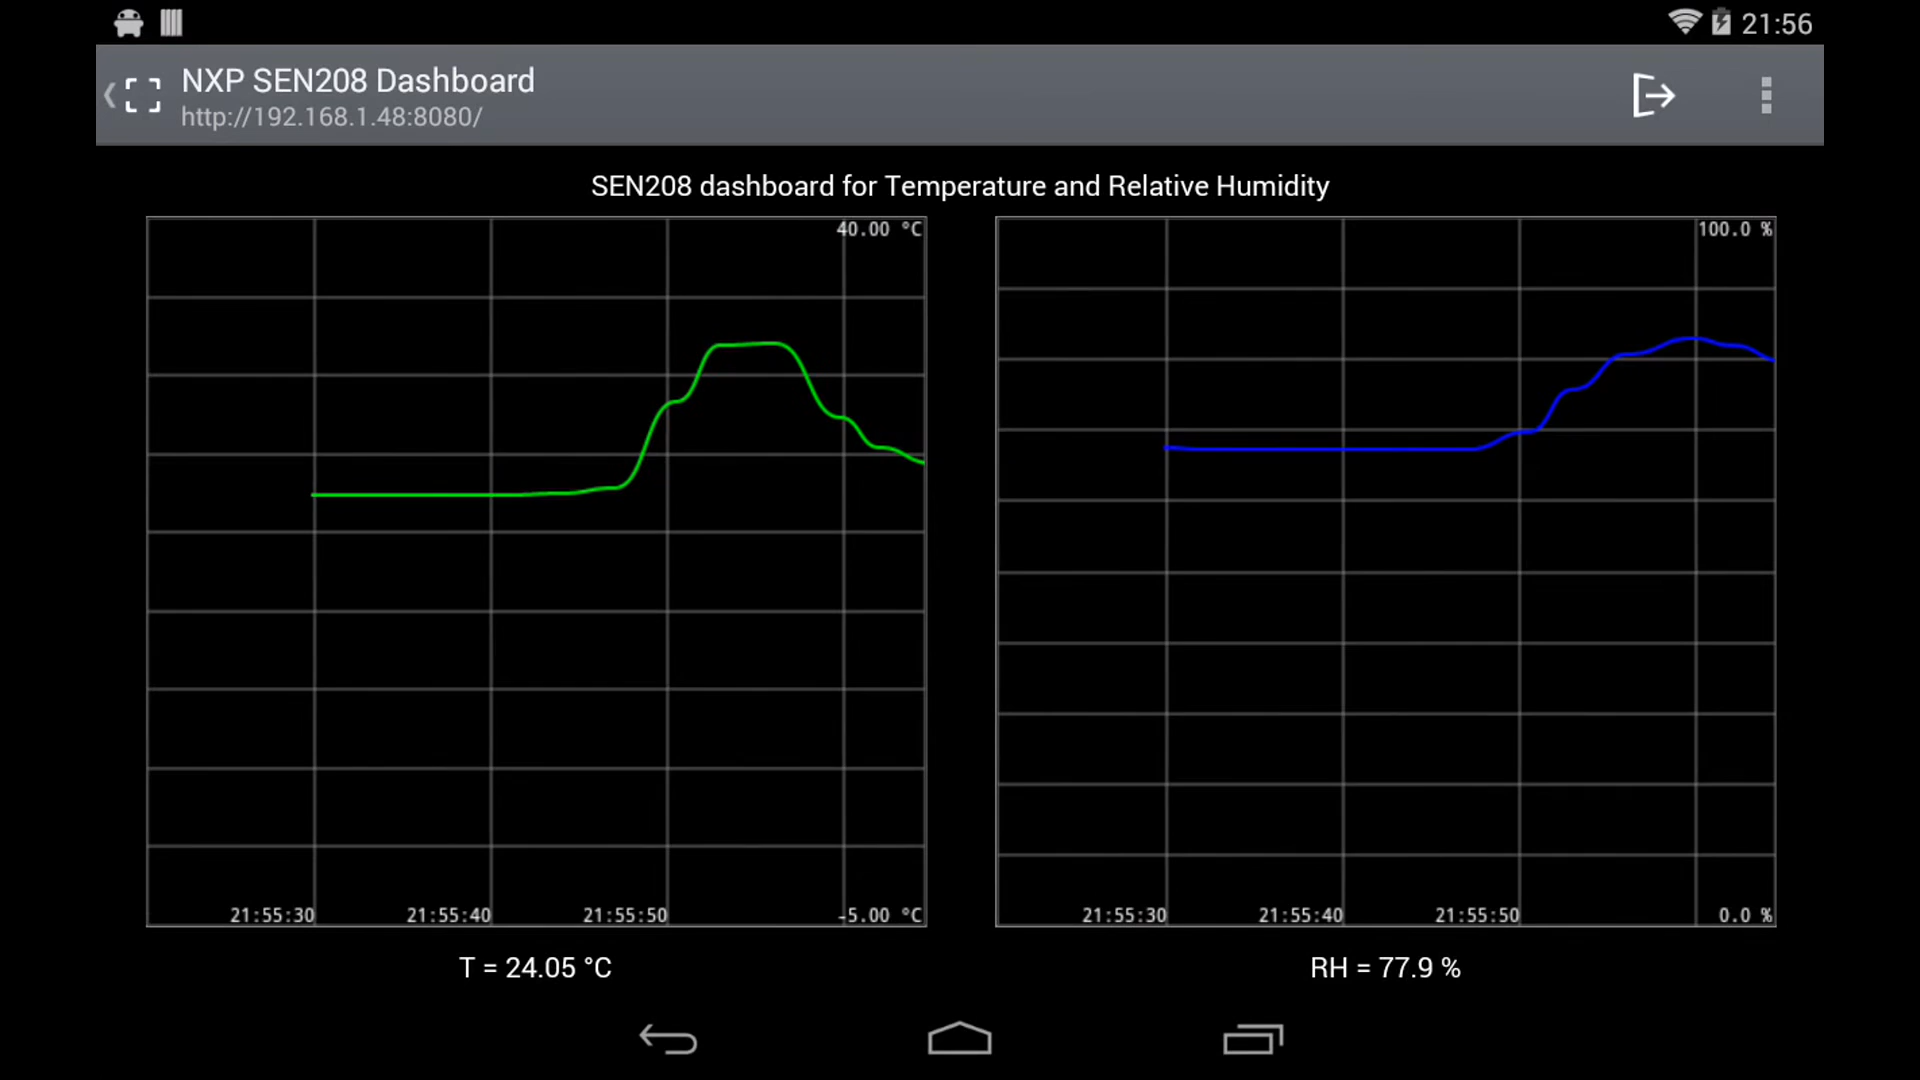 21:56
NXP SEN208 Dashboard
http://192.168.1.48:8080/
SEN208 dashboard for Temperature and Relative Humidity
40.00 °C
21:55:30 21:55:40 21:55:50 -5.00 °C
T = 24.05 °C
100.0 %
21:55:30 21:55:40 21:55:50 0.0 %
RH = 77.9 %